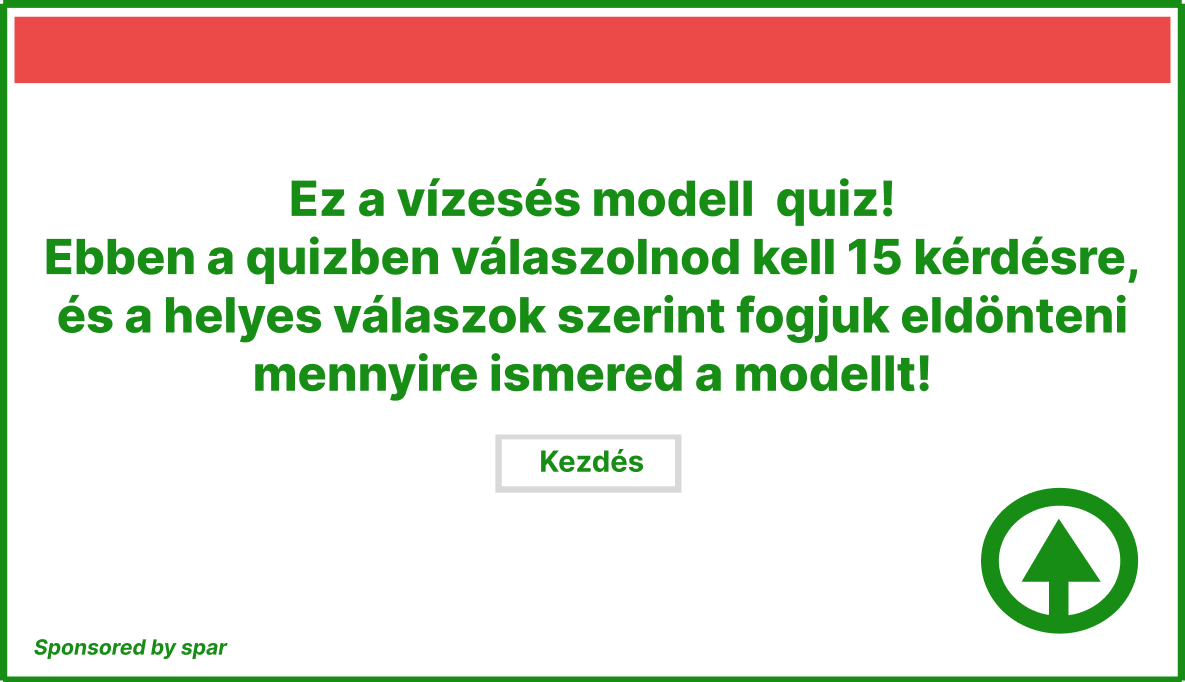 Ez a vízesés modell quiz!
Ebben a quizben válaszolnod kell 15 kérdésre,
és a helyes válaszok szerint fogjuk eldönteni
mennyire ismered a modellt!
Kezdés
Sponsored by spar